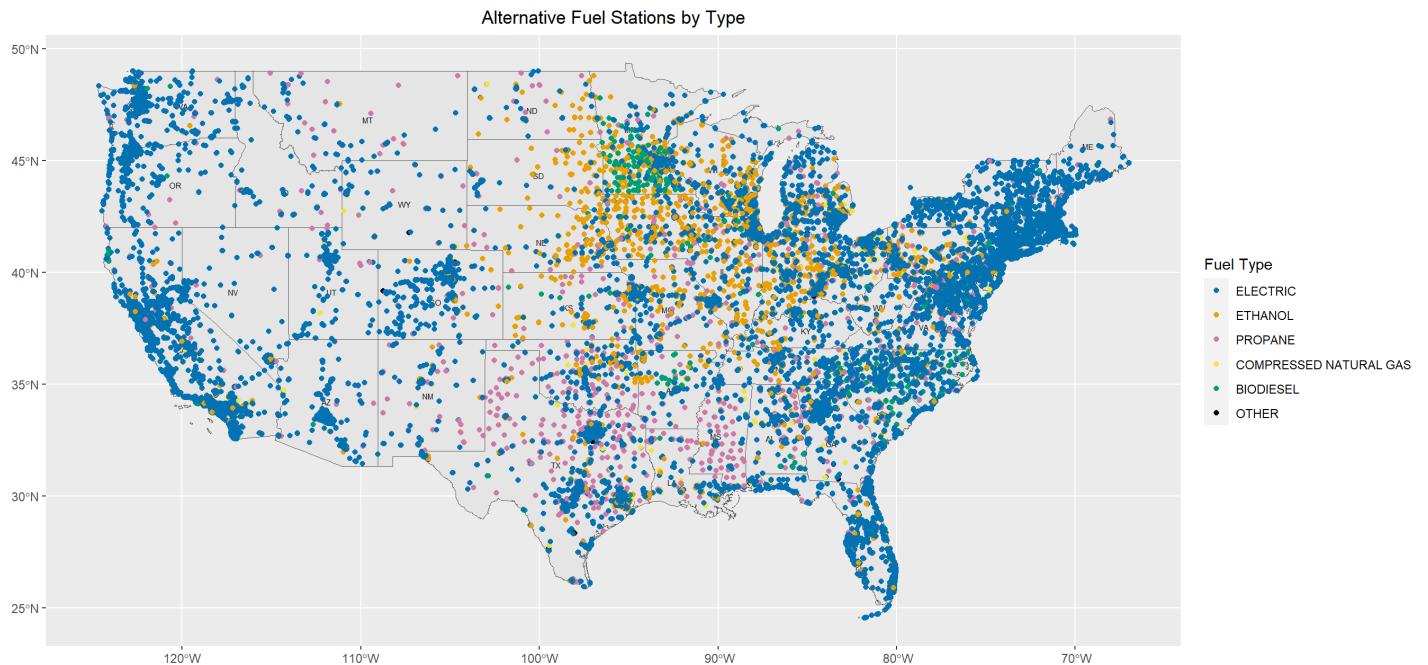 Alternative Fuel Stations by Type
50°N
45°N
40°N
35°N
30°N
25°N
120°W
110°W
100°W
90°W
80°W
70°W
MT
ND
ME
OR
SD
WY
NE
NV
UT
KS
MO
KY
VA
NM
AZ
MS
GA
TX
Fuel Type
ELECTRIC
ETHANOL
PROPANE
COMPRESSED NATURAL GAS
BIODIESEL
OTHER